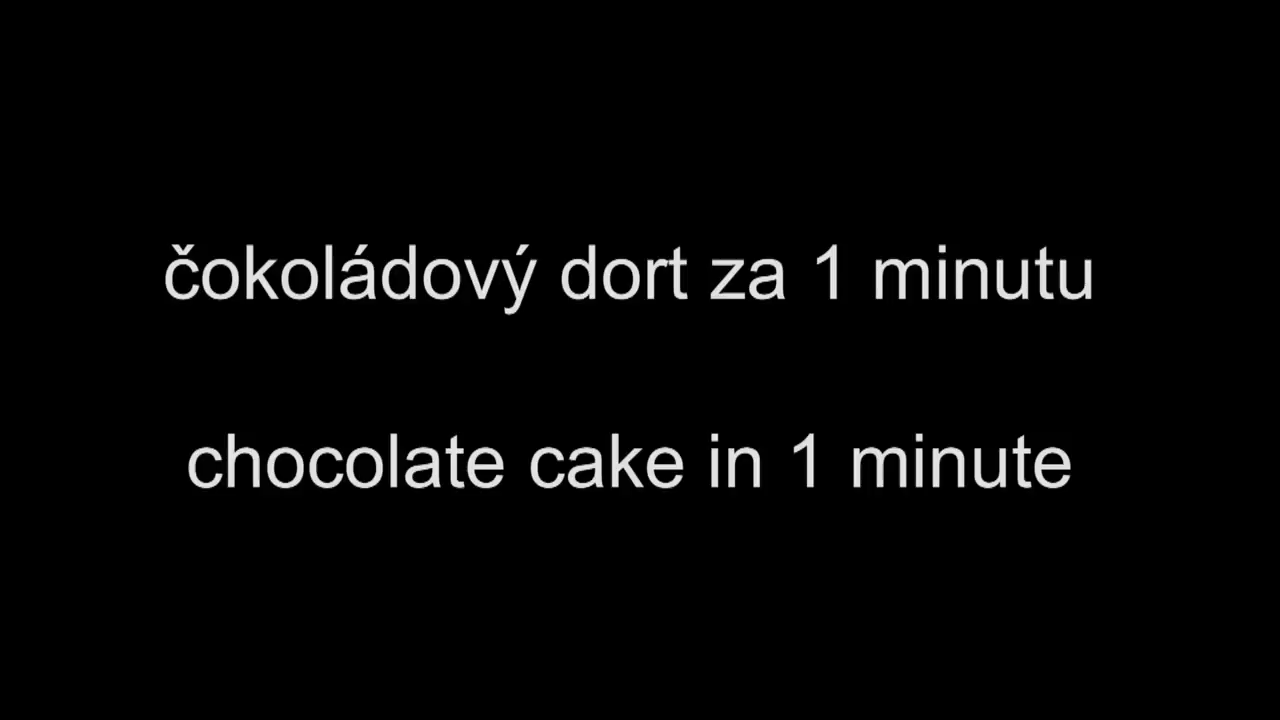 čokoládový dort za 1 minutu
chocolate cake in 1 minute